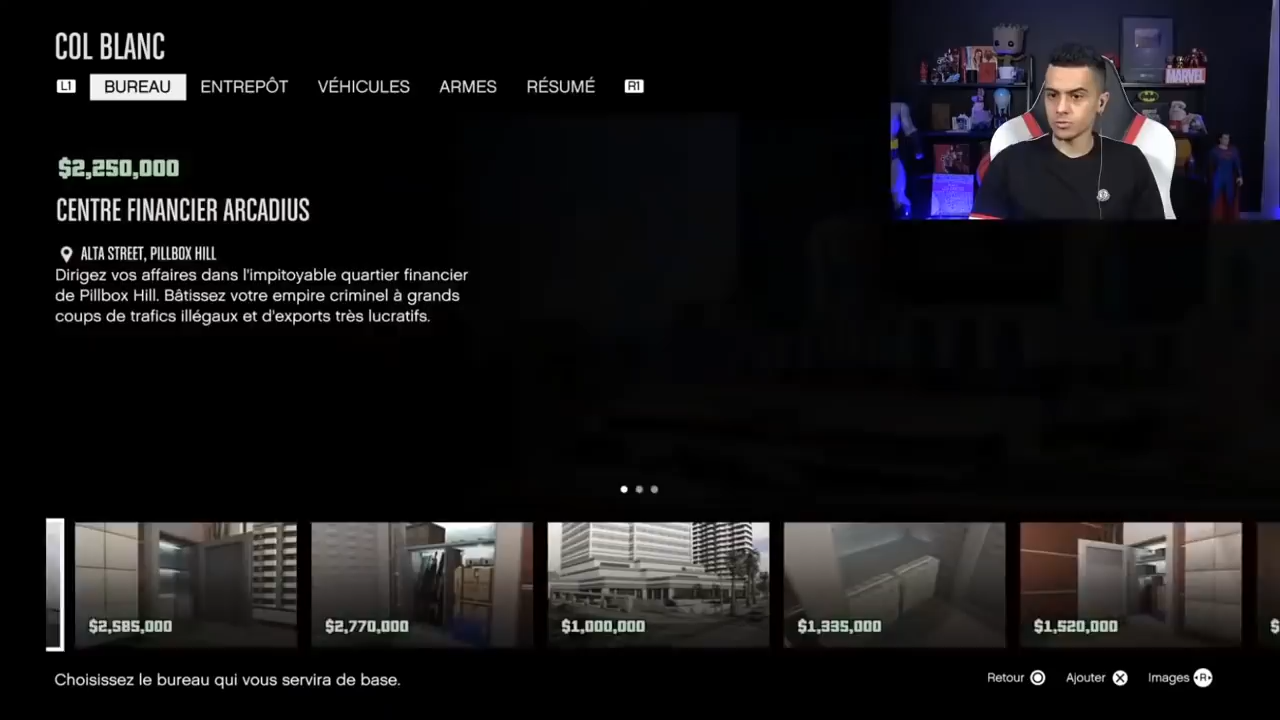 COL BLANC
L1 BUREAU ENTREPÔT VÉHICULES ARMES RÉSUMÉ R1
MARVEL
$2,250,000
CENTRE FINANCIER ARCADIUS
ALTA STREET, PILLBOX HILL
Dirigez vos affaires dans l'impitoyable quartier financier
de Pillbox Hill. Bâtissez votre empire criminel à grands
coups de trafics illégaux et d'exports très lucratifs.
$2,585,000 $2,770,000 $1,000,000 $1,335,000 $1,520,000 $
Choisissez le bureau qui vous servira de base.
Retour Ajouter Images R